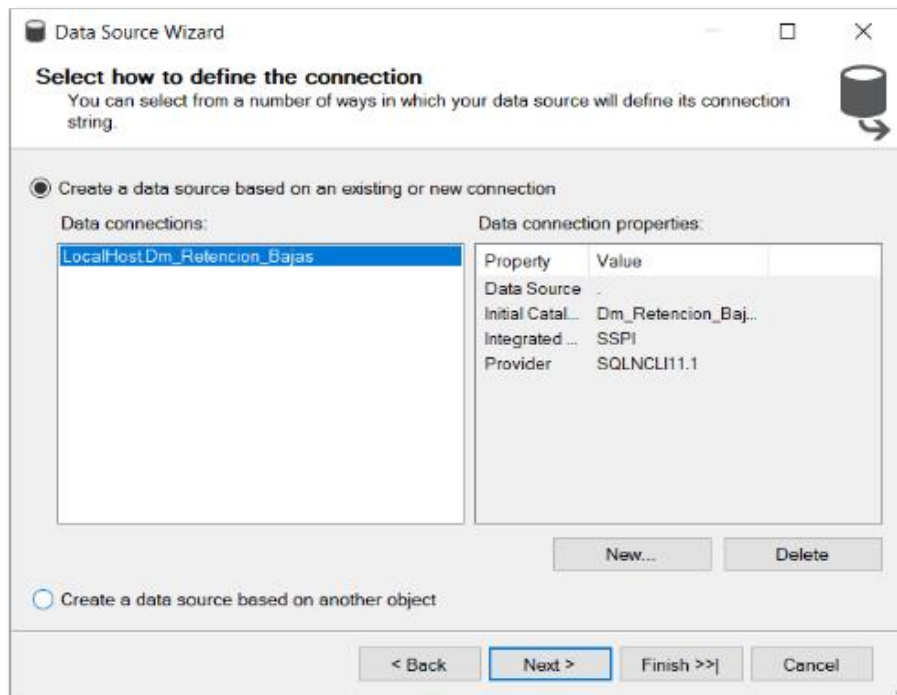 Data Source Wizard
Select how to define the connection
You can select from a number of ways in which your data source will define its connection
string.
Create a data source based on an existing or new connection
Data connections:
Data connection properties:
LocalHost.Dm_Retencion_Bajas
Property Value
Data Source .
Initial Catal... Dm_Retencion_Baj...
Integrated ... SSPI
Provider SQLNCLI11.1
New... Delete
Create a data source based on another object
< Back Next > Finish >>| Cancel